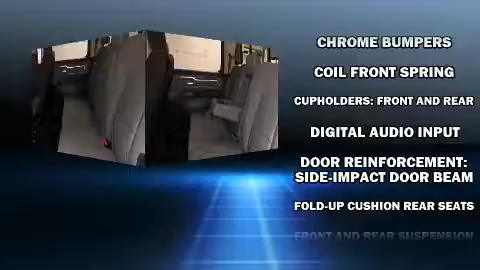 CHROME BUMPERS
COIL FRONT SPRING
CUPHOLDERS: FRONT AND REAR
DIGITAL AUDIO INPUT
DOOR REINFORCEMENT:
SIDE-IMPACT DOOR BEAM
FOLD-UP CUSHION REAR SEATS
FRONT AND REAR SUSPENSION